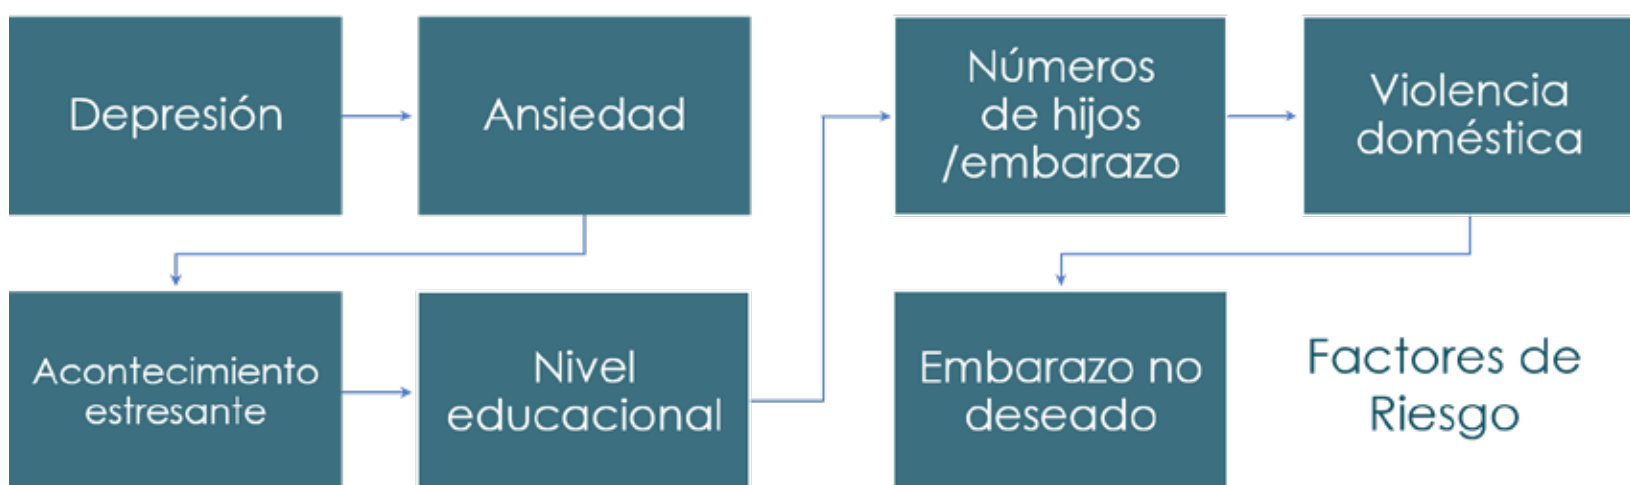 Depresión
Ansiedad
Acontecimiento
estresante
Nivel
educacional
Números
de hijos
/embarazo
Violencia
doméstica
Embarazo no
deseado
Factores de
Riesgo